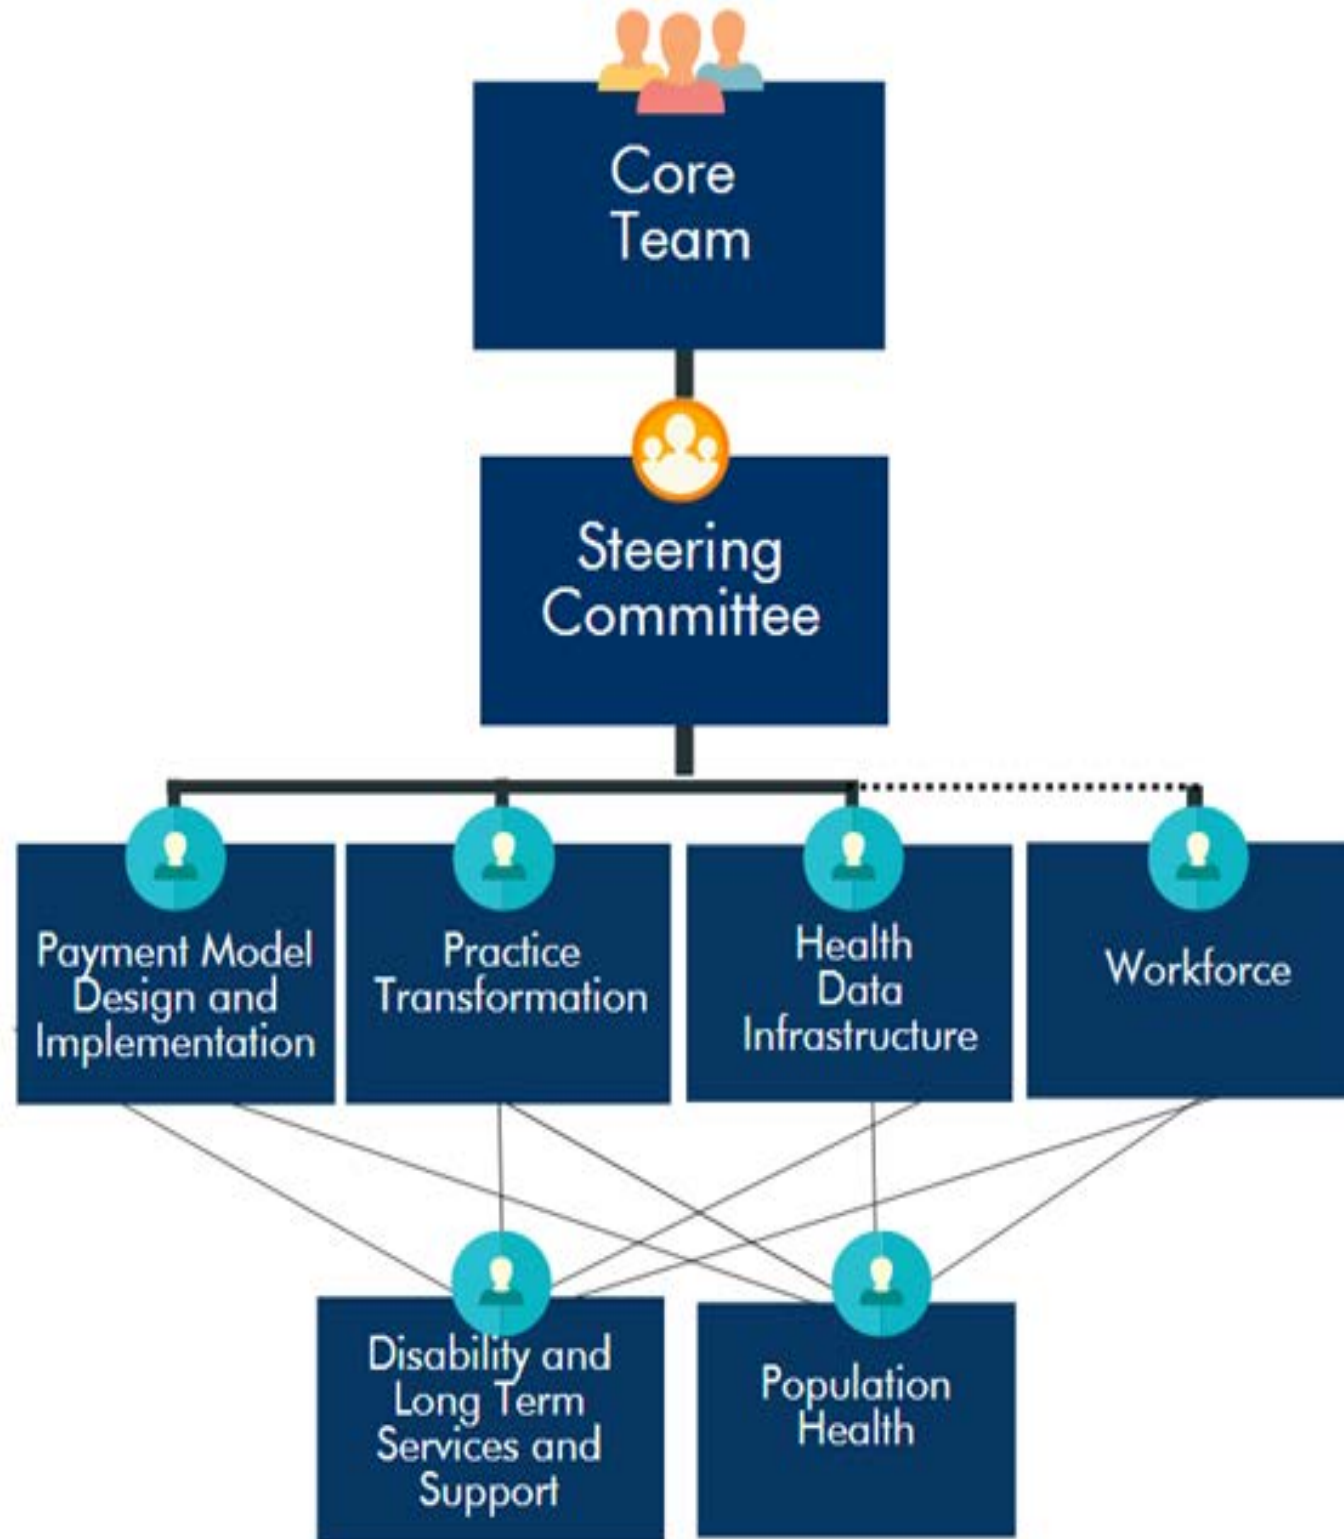 Core
Team
Steering
Committee
Payment Model
Design and
Implementation
Practice
Transformation
Health
Data
Infrastructure
Workforce
Disability and
Long Term
Services and
Support
Population
Health